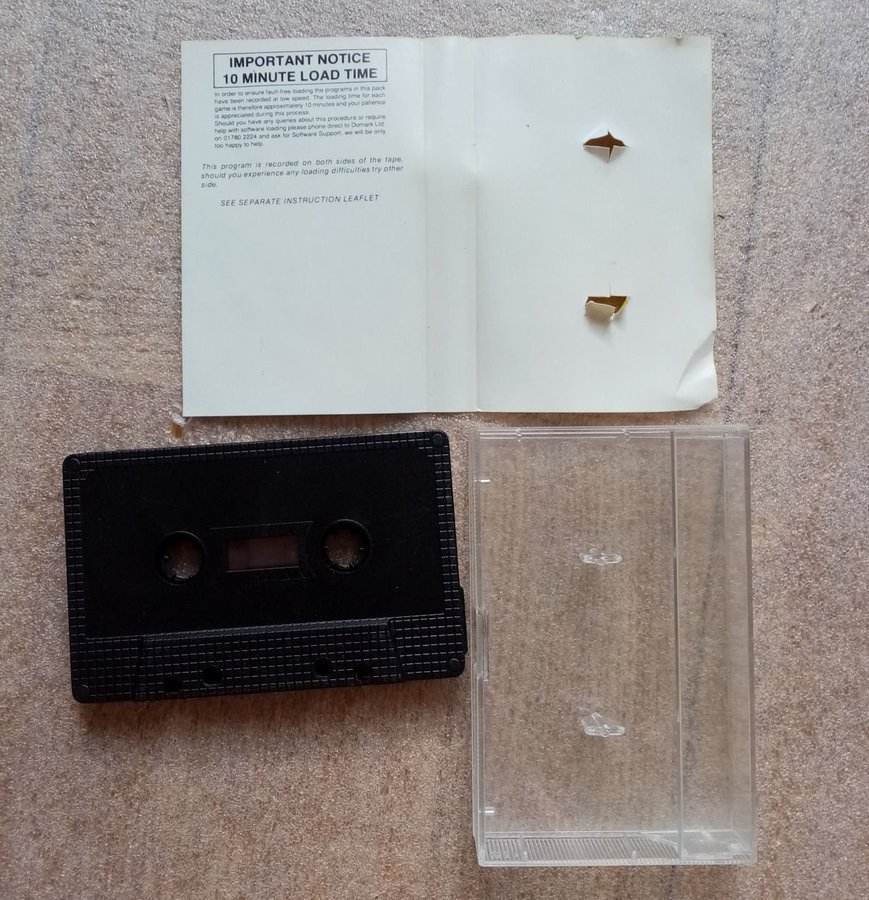 IMPORTANT NOTICE
10 MINUTE LOAD TIME
In order to ensure fault-free loading the programs in this pack
have been recorded at low speed. The loading time for each
game is therefore approximately 10 minutes and your patience
is appreciated during this process.
Should you have any queries about this procedure or require
help with software loading please phone direct to Domark Ltd.
on 01780 2224 and ask for Software Support, we will be only
too happy to help.
This program is recorded on both sides of the tape,
should you experience any loading difficulties try other
side.
SEE SEPARATE INSTRUCTION LEAFLET